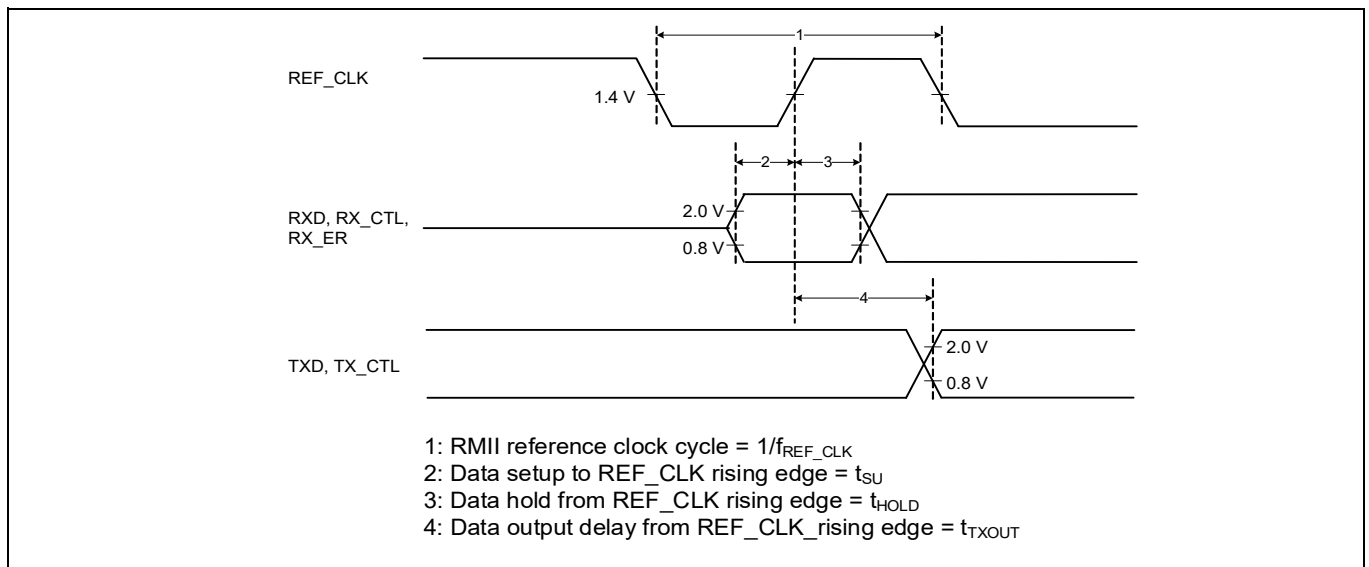 1
REF_CLK
1.4 V
2
3
2.0 V
RXD, RX_CTL,
RX_ER
0.8 V
4
2.0 V
TXD, TX_CTL
0.8 V
1: RMII reference clock cycle = 1/fREF_CLK
2: Data setup to REF_CLK rising edge = tSU
3: Data hold from REF_CLK rising edge = tHOLD
4: Data output delay from REF_CLK_rising edge = tTXOUT